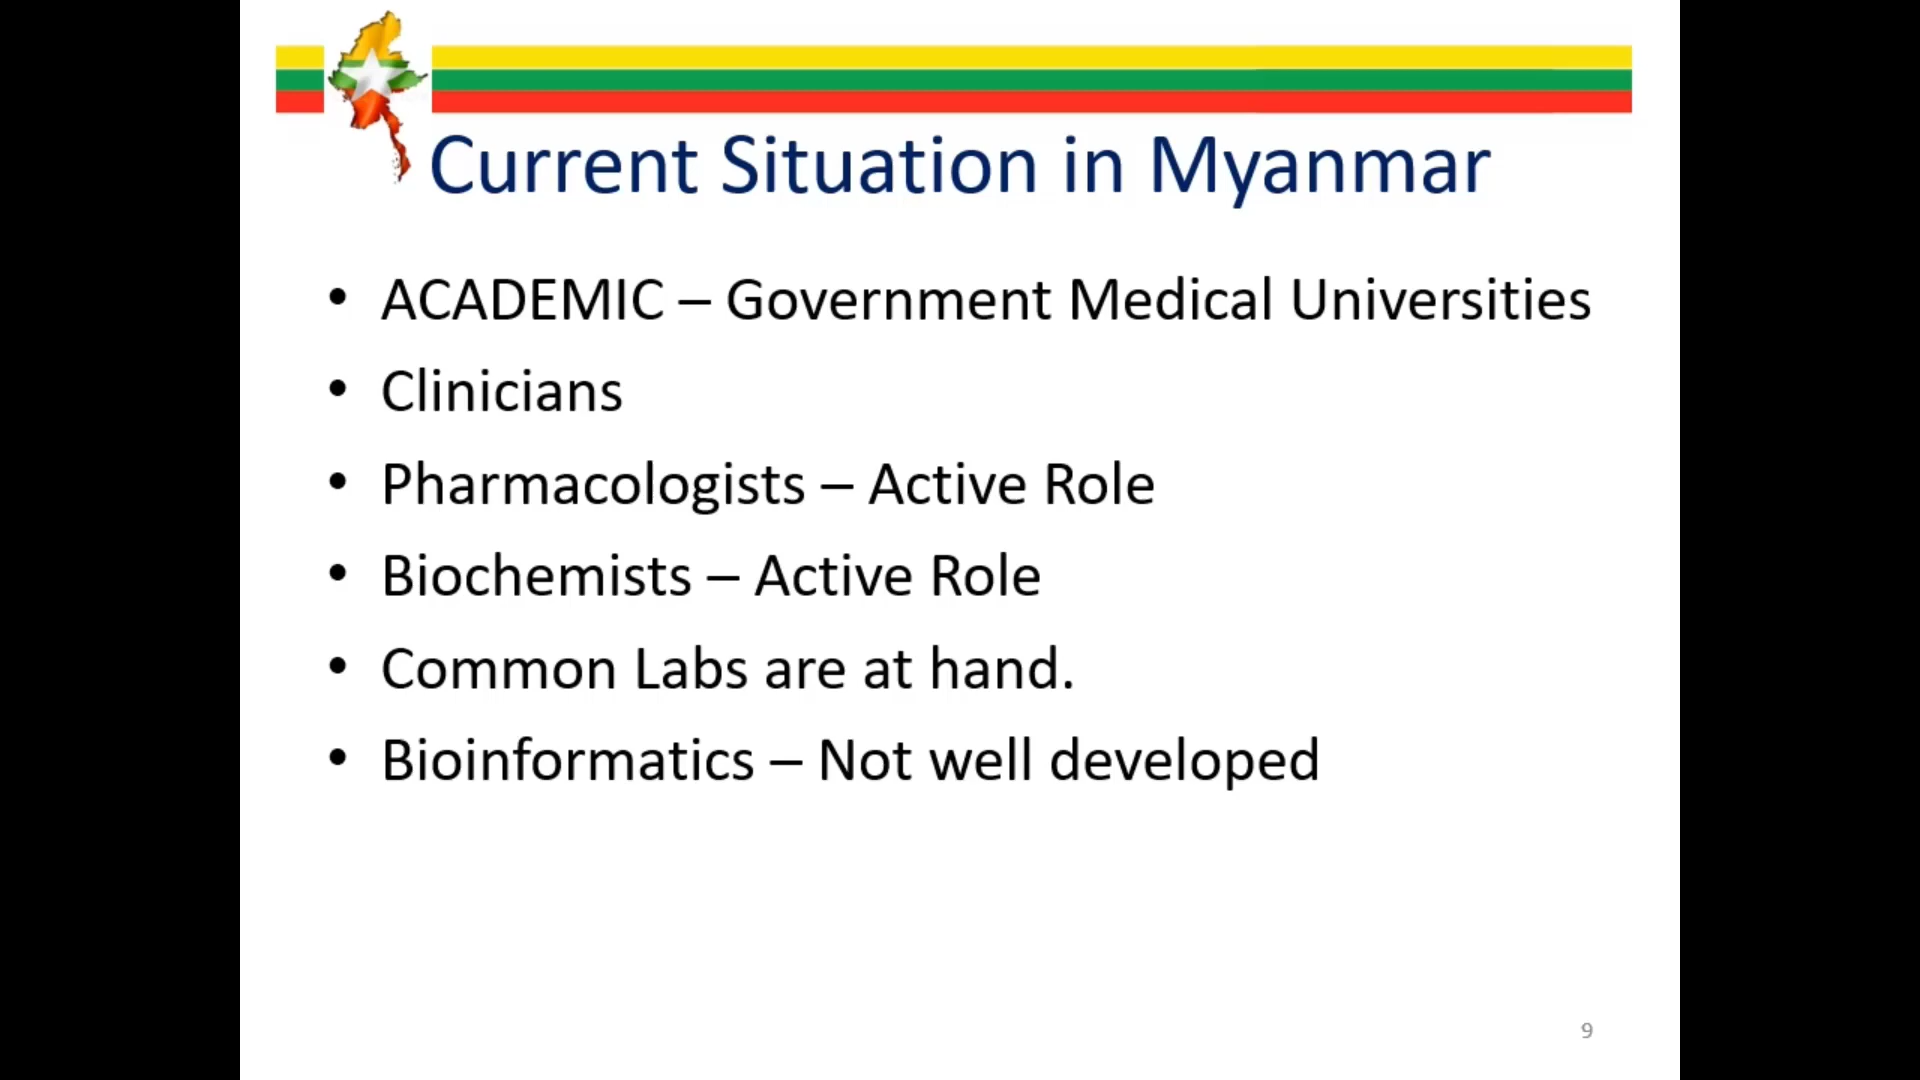 Current Situation in Myanmar
• ACADEMIC – Government Medical Universities
• Clinicians
• Pharmacologists – Active Role
• Biochemists – Active Role
• Common Labs are at hand.
• Bioinformatics – Not well developed
9